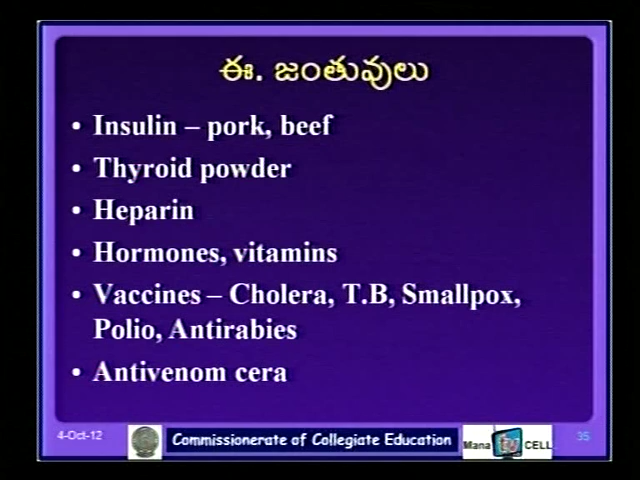 ఈ. జంతువులు
• Insulin – pork, beef
• Thyroid powder
• Heparin
• Hormones, vitamins
• Vaccines – Cholera, T.B, Smallpox,
Polio, Antirabies
• Antivenom cera
4-Oct-12
Commissionerate of Collegiate Education
Mana TV CELL
35